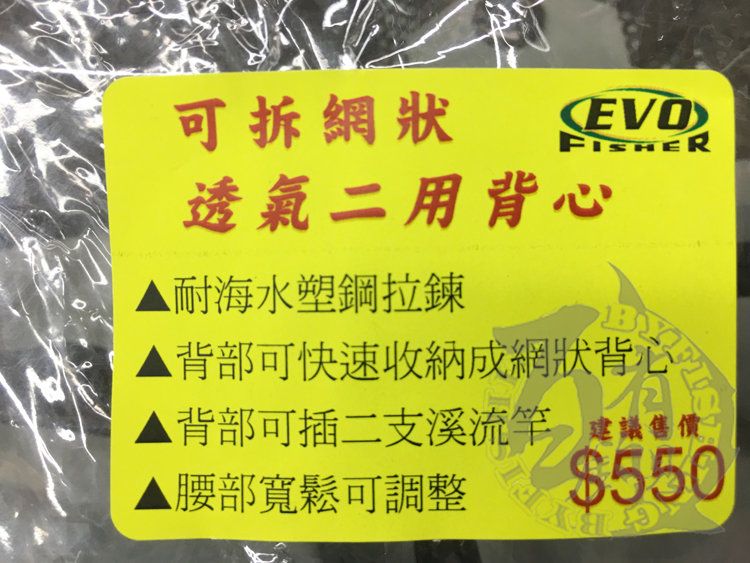 可拆網狀
EVO
FISHER
透氣二用背心
▲耐海水塑鋼拉鍊
▲背部可快速收納成網狀背心
▲背部可插二支溪流竿
▲腰部寬鬆可調整
建議售價
$550